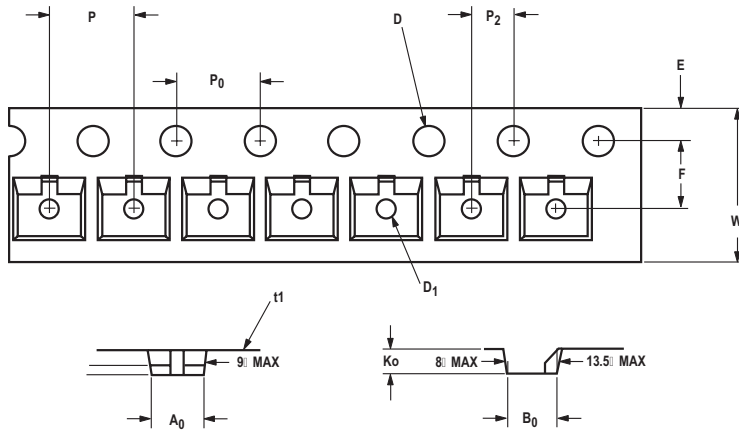 P
D
P2
P0
E
F
W
D1
t1
9▯ MAX
Ko
8▯ MAX
13.5▯ MAX
A0
B0